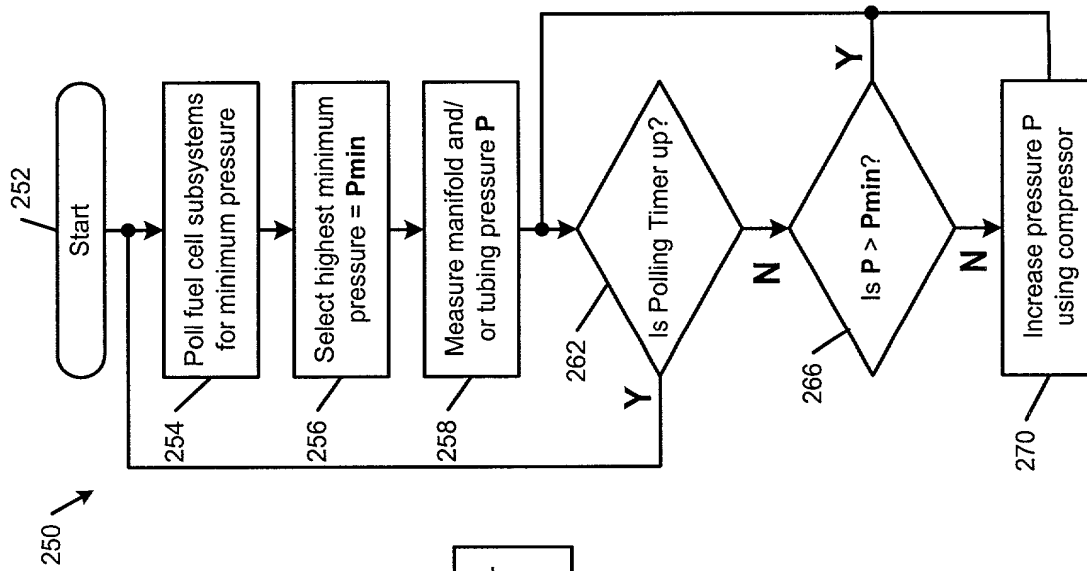 250
252
Start
254
Poll fuel cell subsystems
for minimum pressure
256
Select highest minimum
pressure = Pmin
258
Measure manifold and/
or tubing pressure P
262
Is Polling Timer up?
Y
N
266
Is P > Pmin?
Y
N
270
Increase pressure P
using compressor